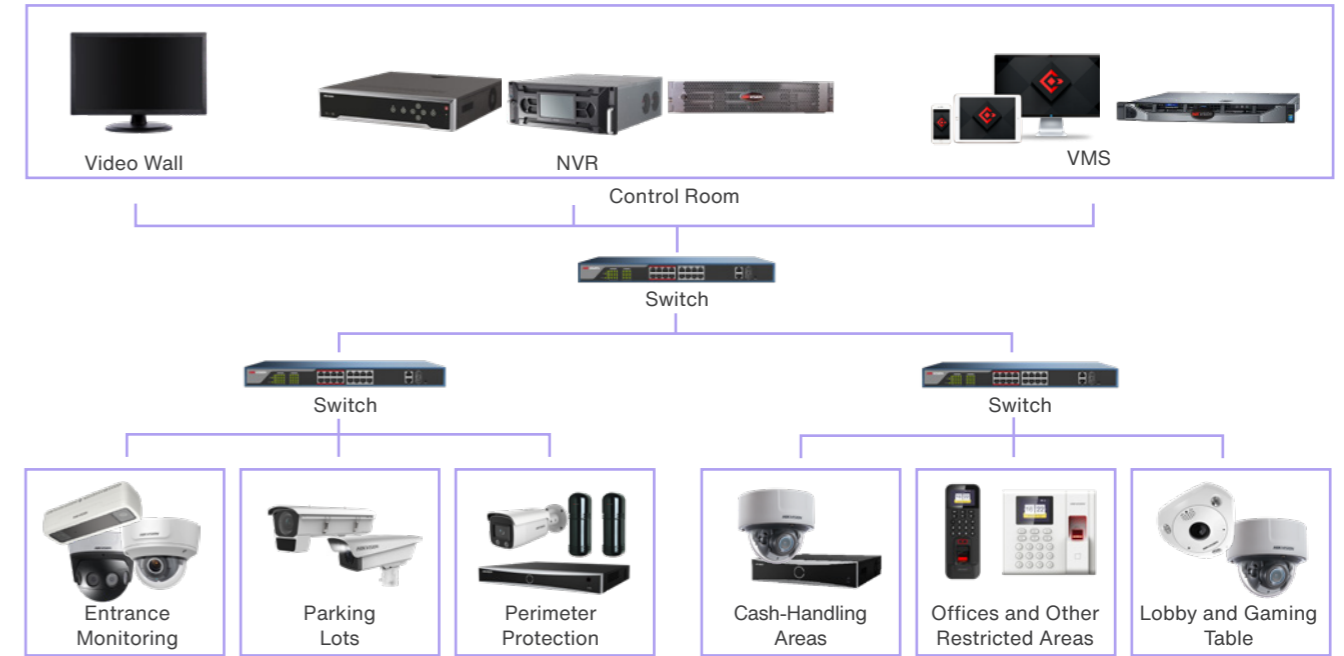 Video Wall
NVR
VMS
Control Room
Switch
Switch
Switch
Entrance
Monitoring
Parking
Lots
Perimeter
Protection
Cash-Handling
Areas
Offices and Other
Restricted Areas
Lobby and Gaming
Table